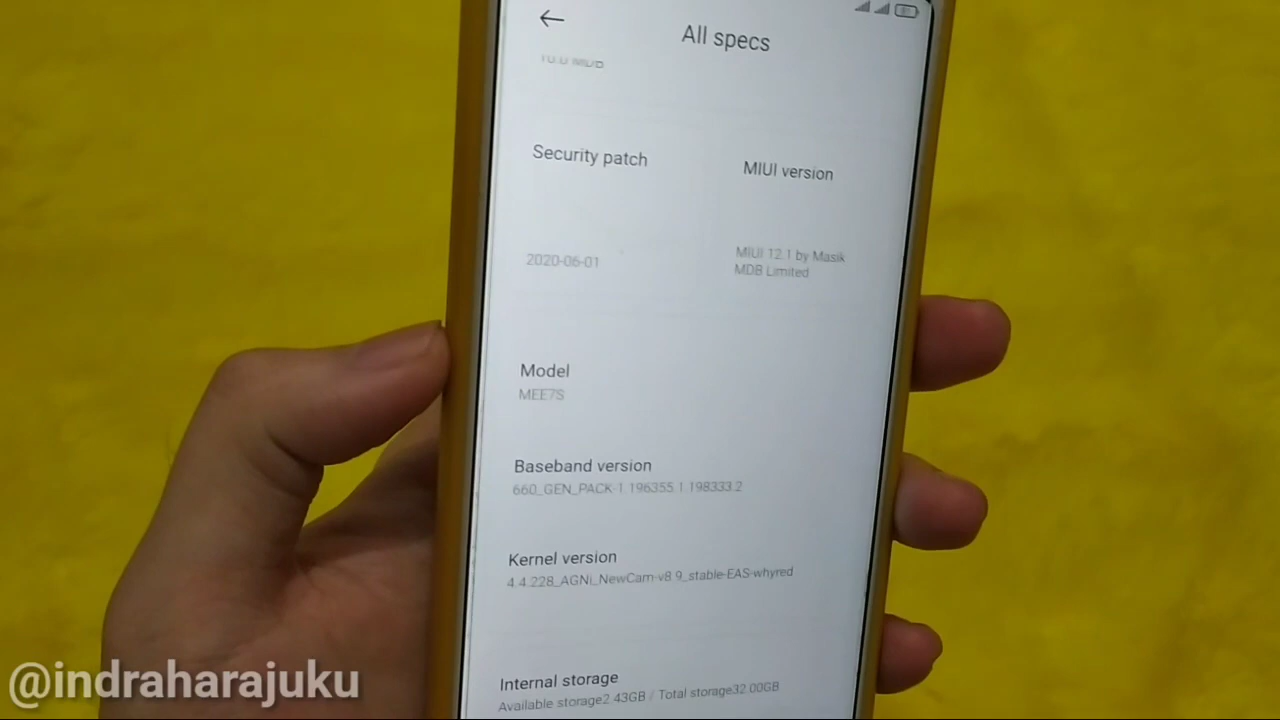 All specs
Security patch
MIUI version
2020-06-01
MIUI 12.1 by Masik
MDB Limited
Model
MEE7S
Baseband version
660_GEN_PACK-1.196355.1.198333.2
Kernel version
4.4.228_AGNi_NewCam-v8.9_stable-EAS-whyred
Internal storage
Available storage2.43GB / Total storage32.00GB
@indraharajuku